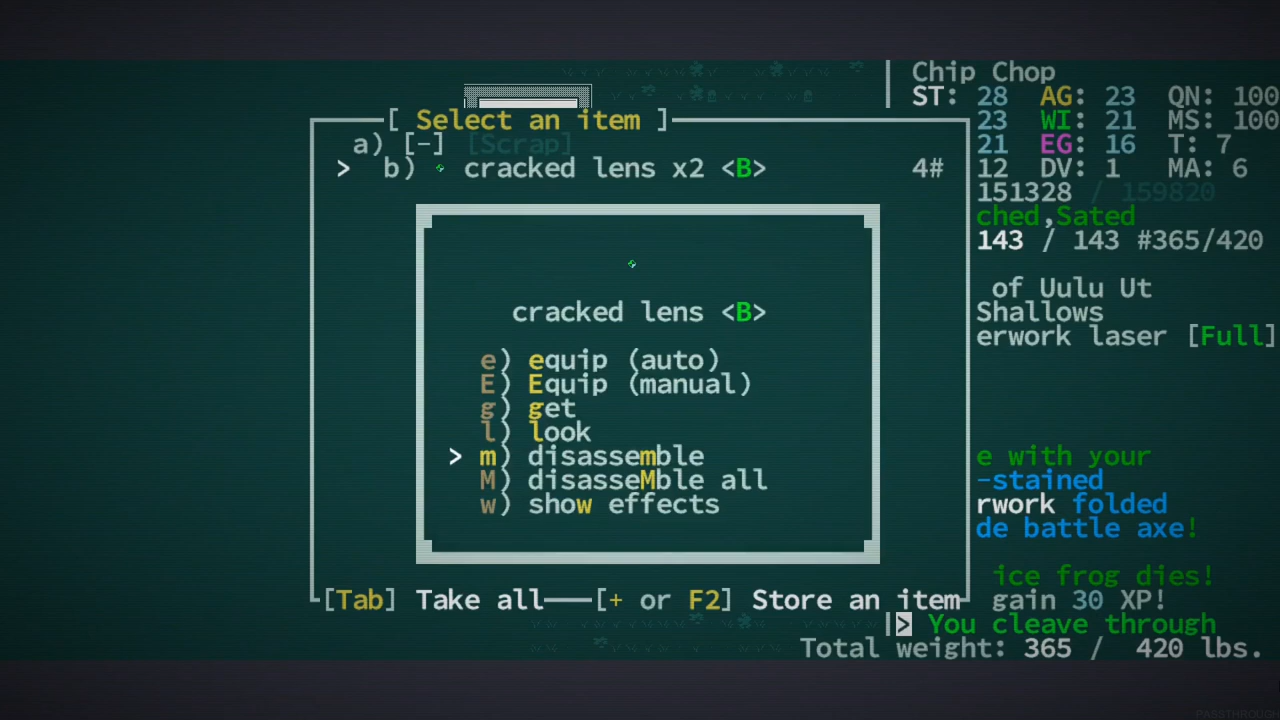 Chip Chop
ST: 28 AG: 23 QN: 100
[ Select an item ] 23 WI: 21 MS: 100
a) [-] [Scrap] 21 EG: 16 T: 7
> b) cracked lens x2 <B> 4# 12 DV: 1 MA: 6
151328 / 159820
ched,Sated
143 / 143 #365/420
of Uulu Ut
cracked lens <B> Shallows
erwork laser [Full]
e) equip (auto)
E) Equip (manual)
g) get
l) look
> m) disassemble e with your
M) disasseMble all -stained
w) show effects rwork folded
de battle axe!
ice frog dies!
[Tab] Take all [+ or F2] Store an item gain 30 XP!
> You cleave through
Total weight: 365 / 420 lbs.
PASSTHROUGH